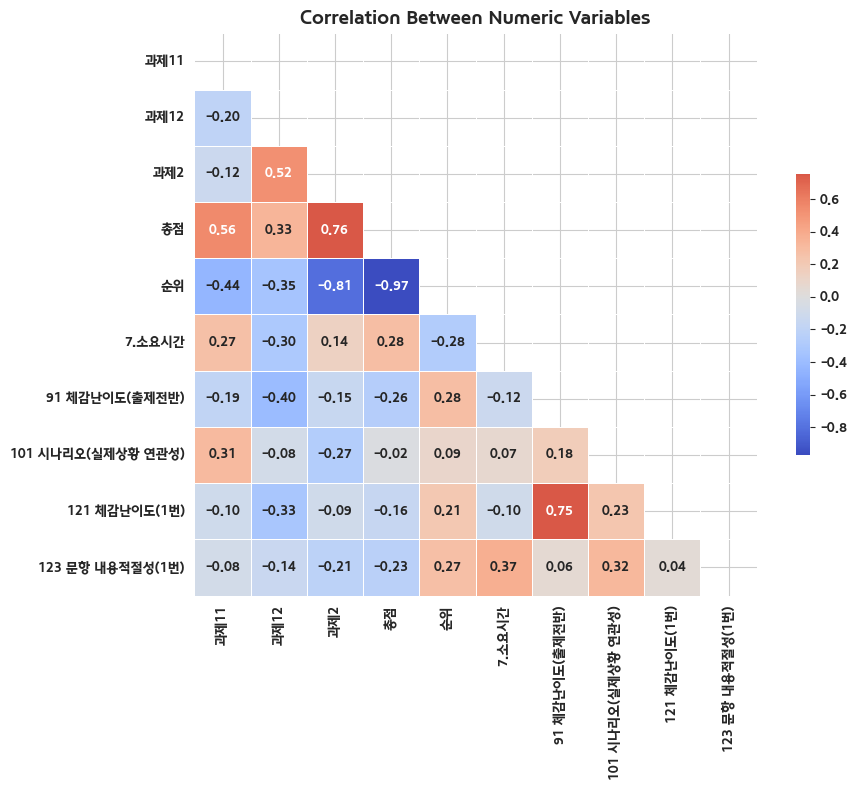 Correlation Between Numeric Variables
과제11
과제12 -0.20
과제2 -0.12 0.52
총점 0.56 0.33 0.76
순위 -0.44 -0.35 -0.81 -0.97
7.소요시간 0.27 -0.30 0.14 0.28 -0.28
91 체감난이도(출제전반) -0.19 -0.40 -0.15 -0.26 0.28 -0.12
101 시나리오(실제상황 연관성) 0.31 -0.08 -0.27 -0.02 0.09 0.07 0.18
121 체감난이도(1번) -0.10 -0.33 -0.09 -0.16 0.21 -0.10 0.75 0.23
123 문항 내용적절성(1번) -0.08 -0.14 -0.21 -0.23 0.27 0.37 0.06 0.32 0.04
과제11
과제12
과제2
총점
순위
7.소요시간
91 체감난이도(출제전반)
101 시나리오(실제상황 연관성)
121 체감난이도(1번)
123 문항 내용적절성(1번)
0.6
0.4
0.2
0.0
-0.2
-0.4
-0.6
-0.8